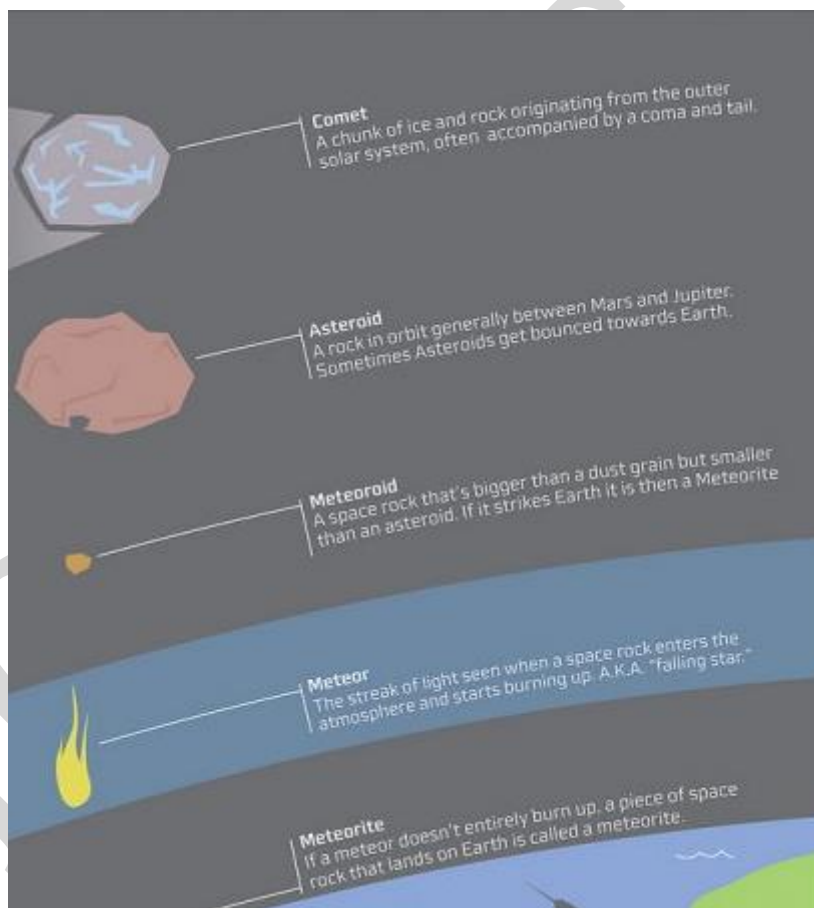 Comet
A chunk of ice and rock originating from the outer
solar system, often accompanied by a coma and tail.
Asteroid
A rock in orbit generally between Mars and Jupiter.
Sometimes Asteroids get bounced towards Earth.
Meteoroid
A space rock that's bigger than a dust grain but smaller
than an asteroid. If it strikes Earth it is then a Meteorite
Meteor
The streak of light seen when a space rock enters the
atmosphere and starts burning up. A.K.A. "falling star."
Meteorite
If a meteor doesn't entirely burn up, a piece of space
rock that lands on Earth is called a meteorite.